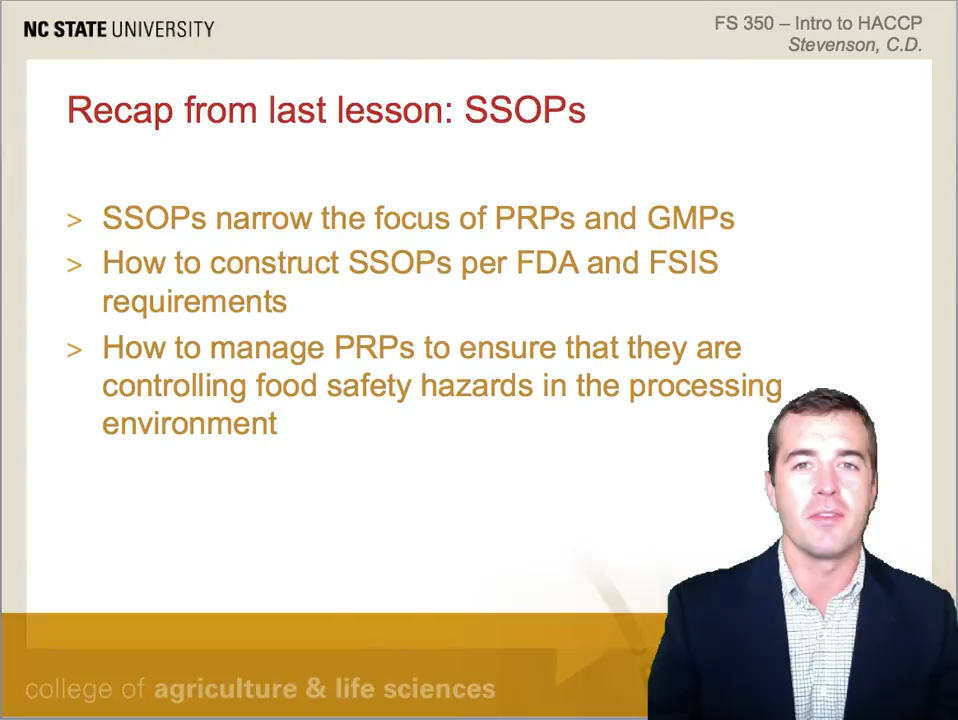 NC STATE UNIVERSITY
FS 350 – Intro to HACCP
Stevenson, C.D.
Recap from last lesson: SSOPs
> SSOPs narrow the focus of PRPs and GMPs
> How to construct SSOPs per FDA and FSIS
requirements
> How to manage PRPs to ensure that they are
controlling food safety hazards in the processing
environment
college of agriculture & life sciences